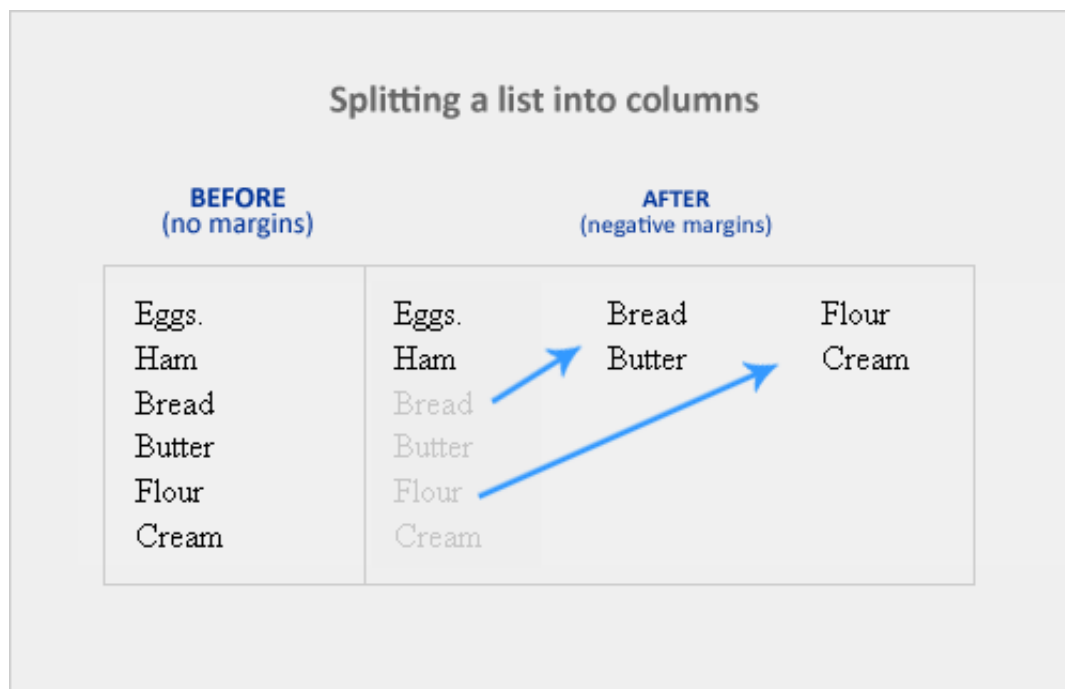 Splitting a list into columns
BEFORE
(no margins)
AFTER
(negative margins)
Eggs.
Ham
Bread
Butter
Flour
Cream
Eggs.
Ham
Bread
Butter
Flour
Cream
Bread
Butter
Flour
Cream